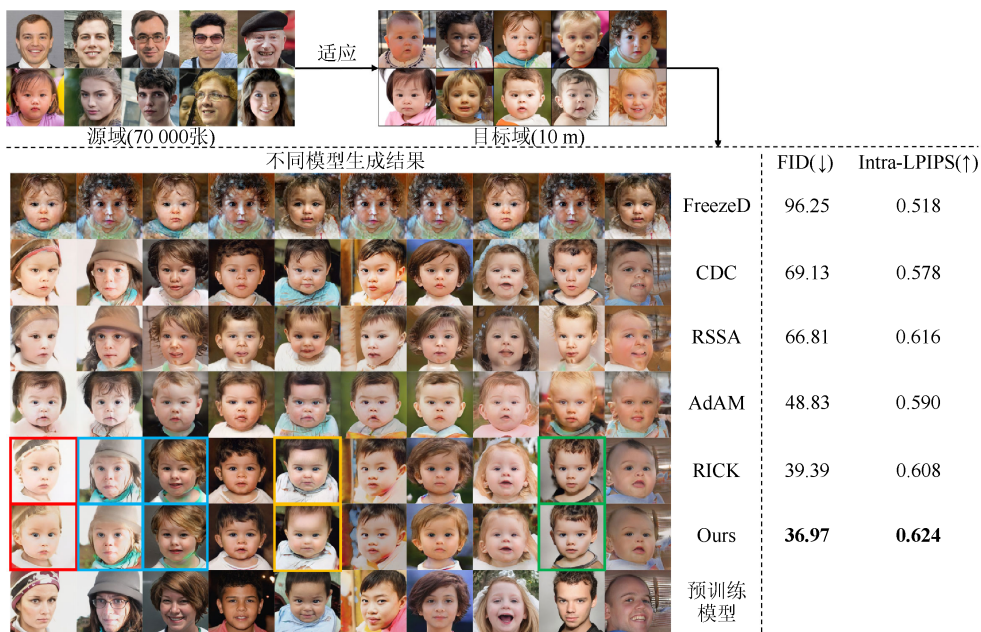 适应
源域(70 000张)
目标域(10 m)
不同模型生成结果
FID(↓)
Intra-LPIPS(↑)
FreezeD
96.25
0.518
CDC
69.13
0.578
RSSA
66.81
0.616
AdAM
48.83
0.590
RICK
39.39
0.608
Ours
36.97
0.624
预训练
模型